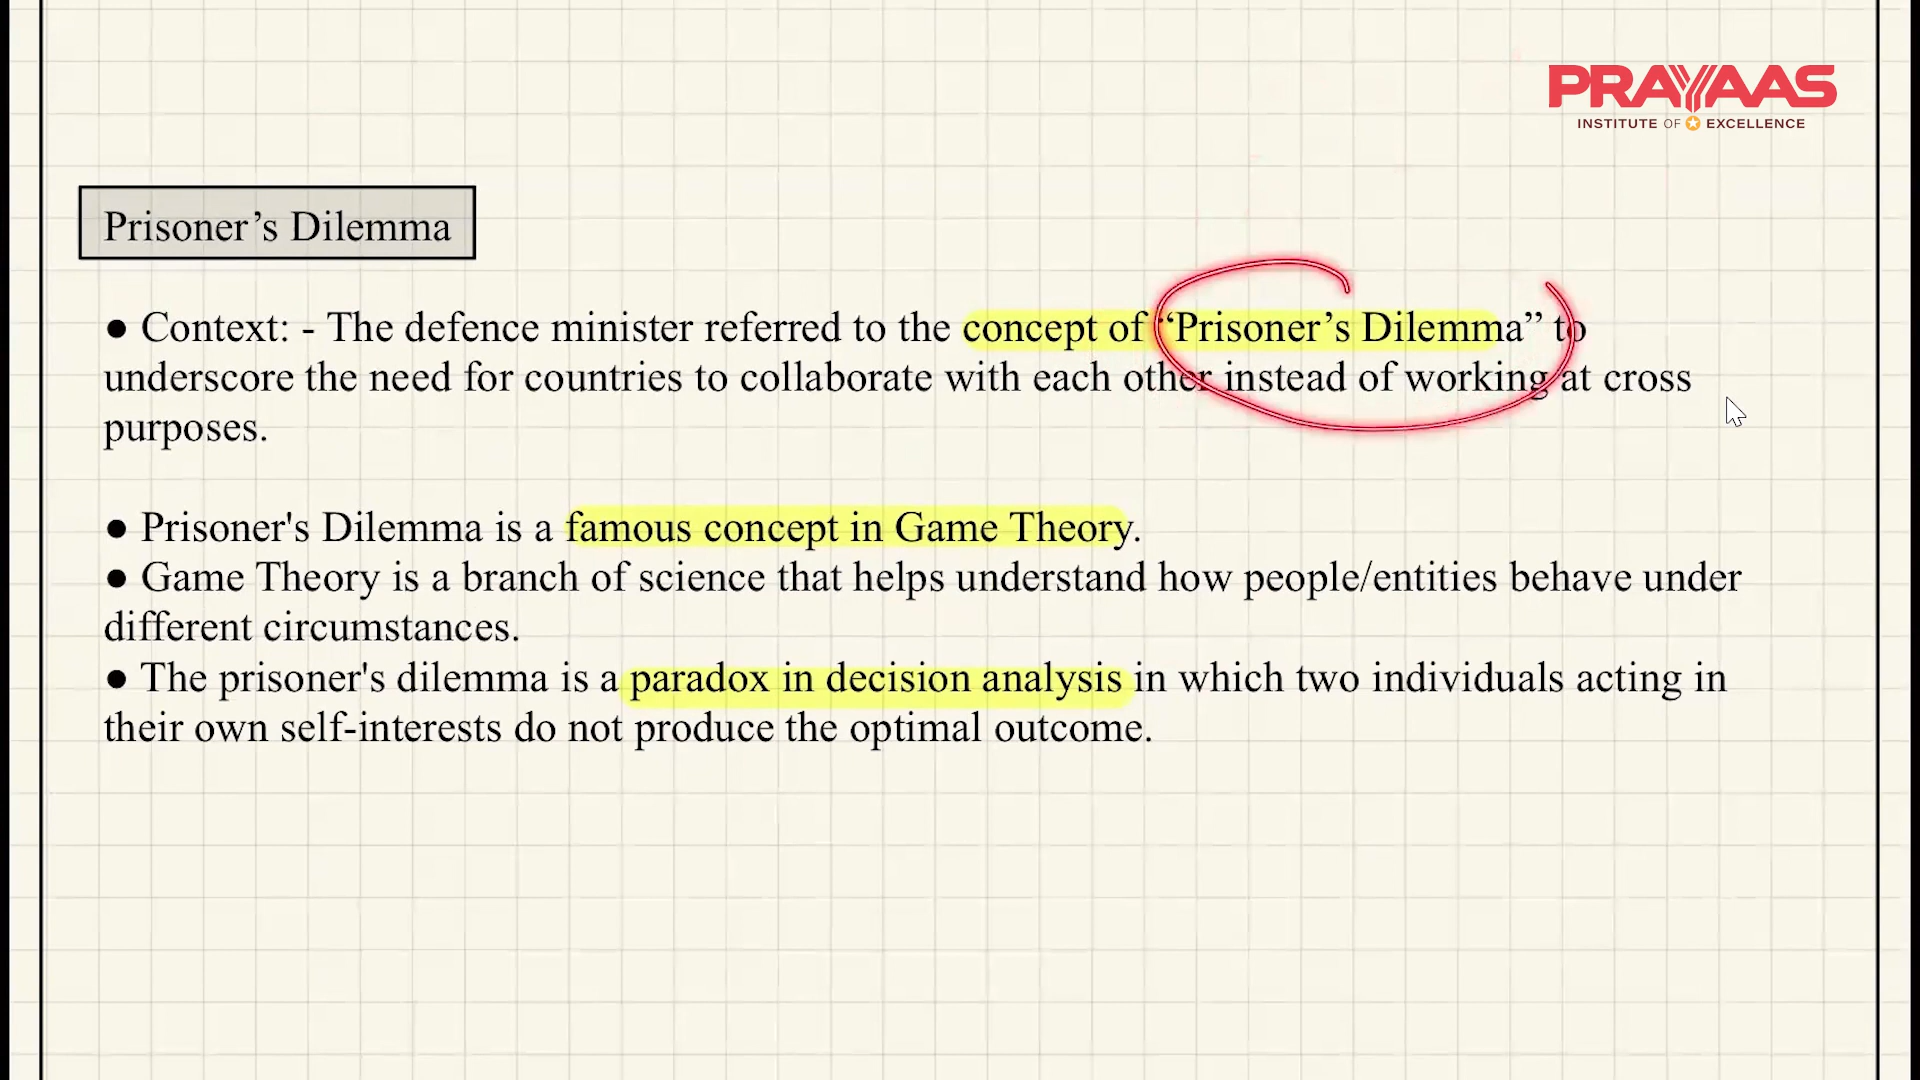 PRAYAAS
INSTITUTE OF EXCELLENCE
Prisoner’s Dilemma
● Context: - The defence minister referred to the concept of “Prisoner’s Dilemma” to
underscore the need for countries to collaborate with each other instead of working at cross
purposes.
● Prisoner's Dilemma is a famous concept in Game Theory.
● Game Theory is a branch of science that helps understand how people/entities behave under
different circumstances.
● The prisoner's dilemma is a paradox in decision analysis in which two individuals acting in
their own self-interests do not produce the optimal outcome.